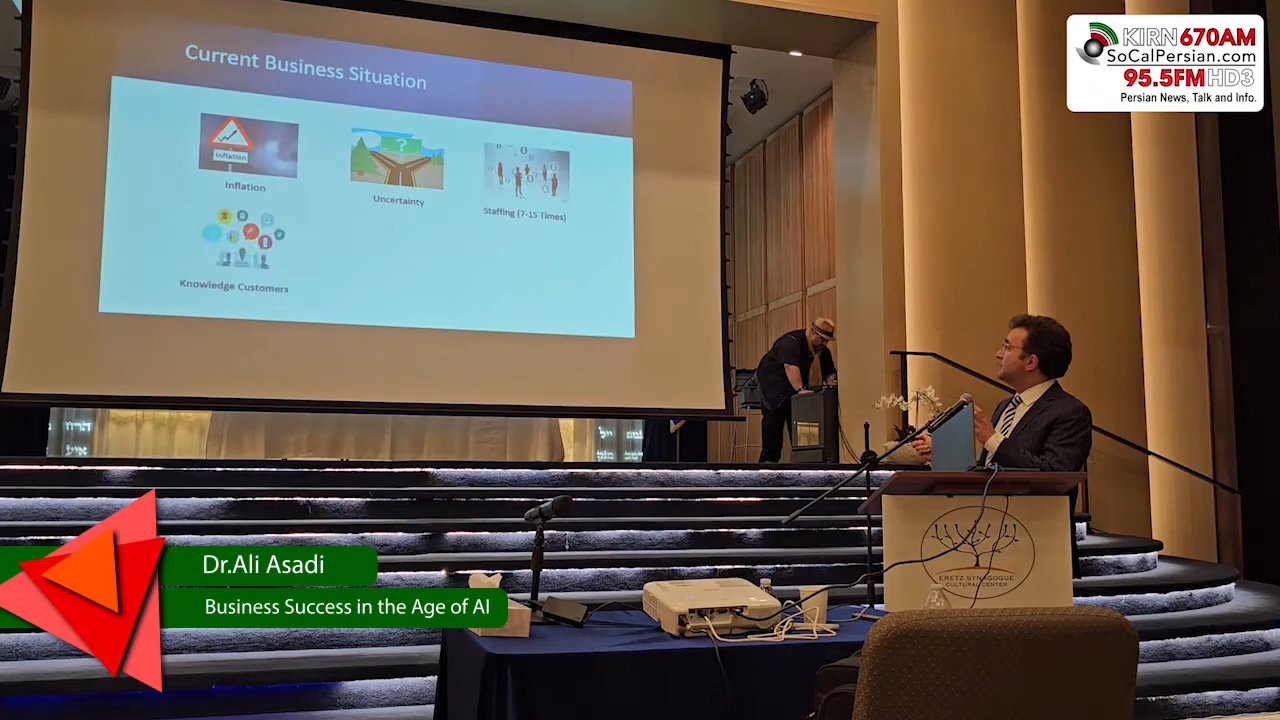 Current Business Situation
Inflation
?
Inflation
Uncertainty
Staffing (7-15 Times)
Knowledge Customers
KIRN 670AM
SoCalPersian.com
95.5FM HD3
Persian News, Talk and Info.
ERETZ SYNAGOGUE
CULTURAL CENTER
Dr.Ali Asadi
Business Success in the Age of AI